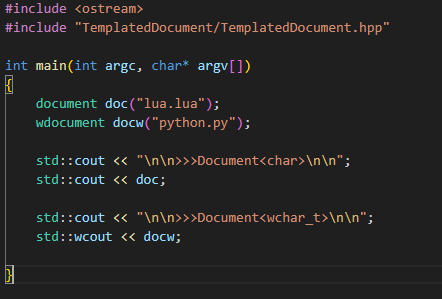 #include <ostream>
#include "TemplatedDocument/TemplatedDocument.hpp"
int main(int argc, char* argv[])
{
document doc("lua.lua");
wdocument docw("python.py");
std::cout << "\n\n>>>Document<char>\n\n";
std::cout << doc;
std::cout << "\n\n>>>Document<wchar_t>\n\n";
std::wcout << docw;
}